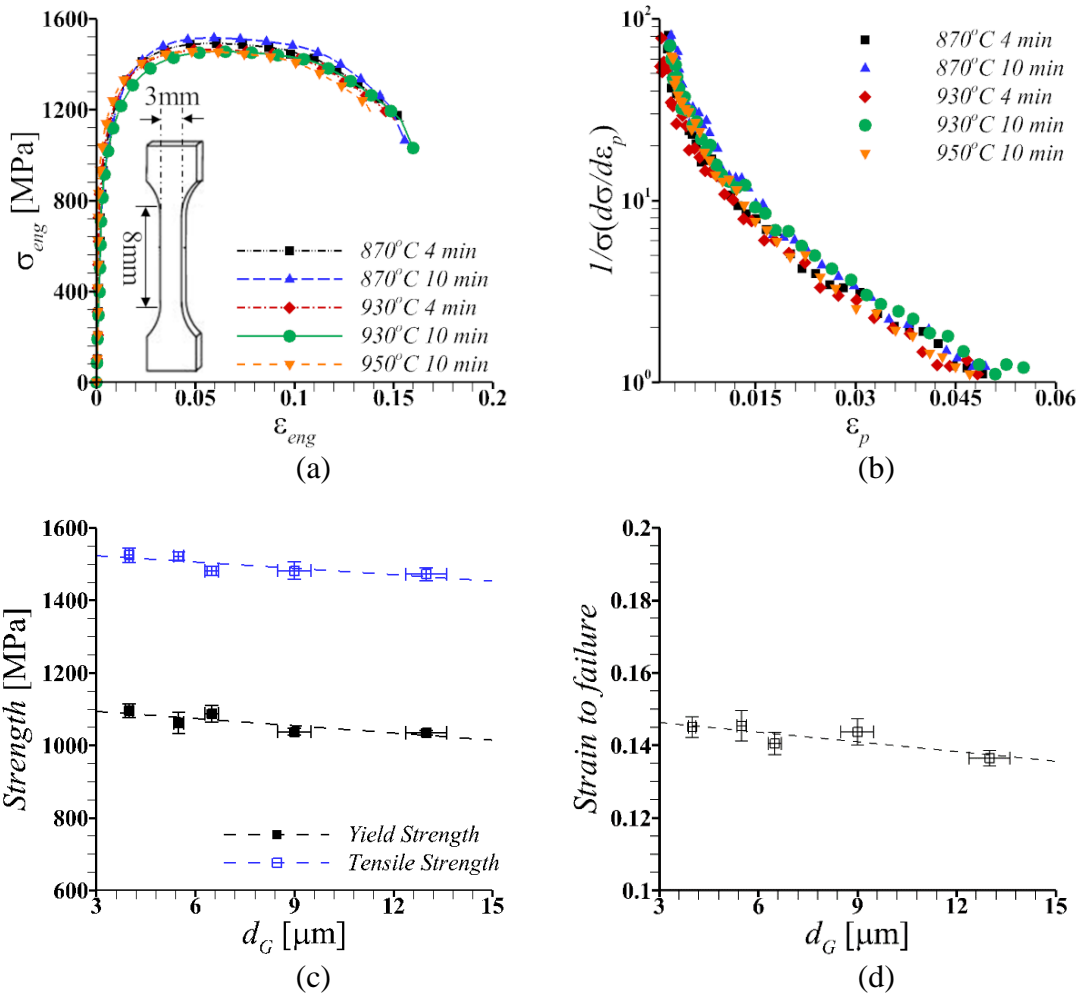 1600
1200
800
400
0
σeng [MPa]
3mm
8mm
870°C 4 min
870°C 10 min
930°C 4 min
930°C 10 min
950°C 10 min
0 0.05 0.1 0.15 0.2
εeng
(a)
10²
10¹
10⁰
1/σ(dσ/dεp)
870°C 4 min
870°C 10 min
930°C 4 min
930°C 10 min
950°C 10 min
0.015 0.03 0.045 0.06
εp
(b)
1600
1400
1200
1000
800
600
Strength [MPa]
Yield Strength
Tensile Strength
3 6 9 12 15
dG [μm]
(c)
0.2
0.18
0.16
0.14
0.12
0.1
Strain to failure
3 6 9 12 15
dG [μm]
(d)